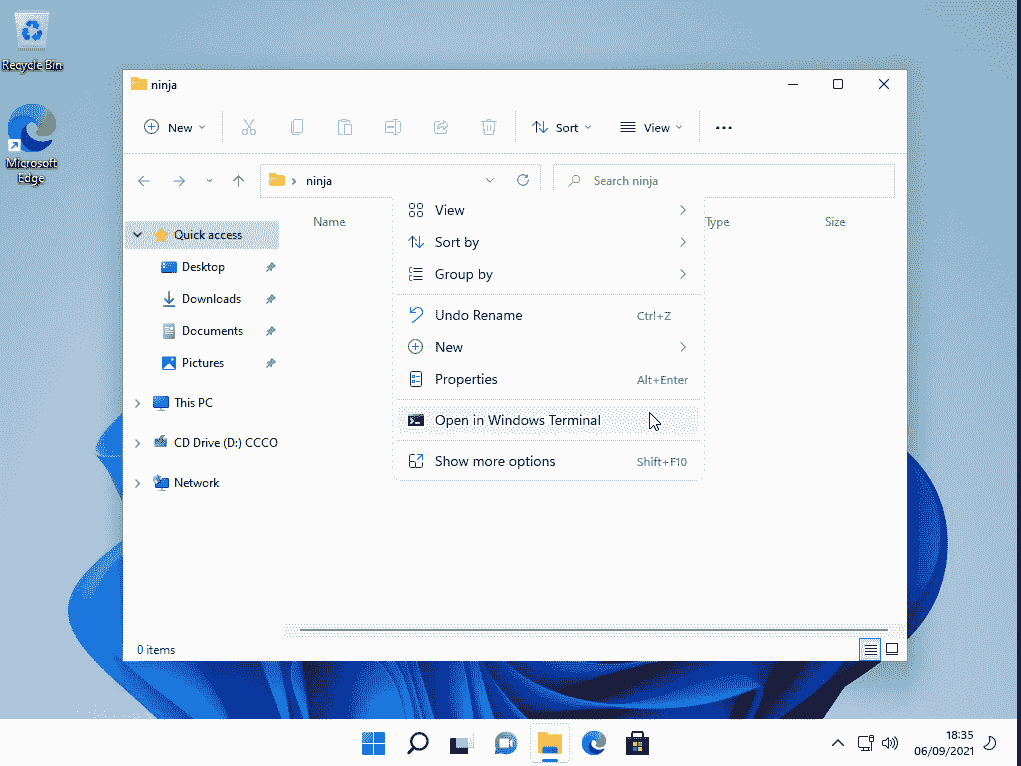 Recycle Bin
Microsoft
Edge
ninja
New
Sort
View
ninja
Search ninja
Name
Type
Size
Quick access
Desktop
Downloads
Documents
Pictures
This PC
CD Drive (D:) CCCO
Network
View
Sort by
Group by
Undo Rename Ctrl+Z
New
Properties Alt+Enter
Open in Windows Terminal
Show more options Shift+F10
0 items
18:35
06/09/2021